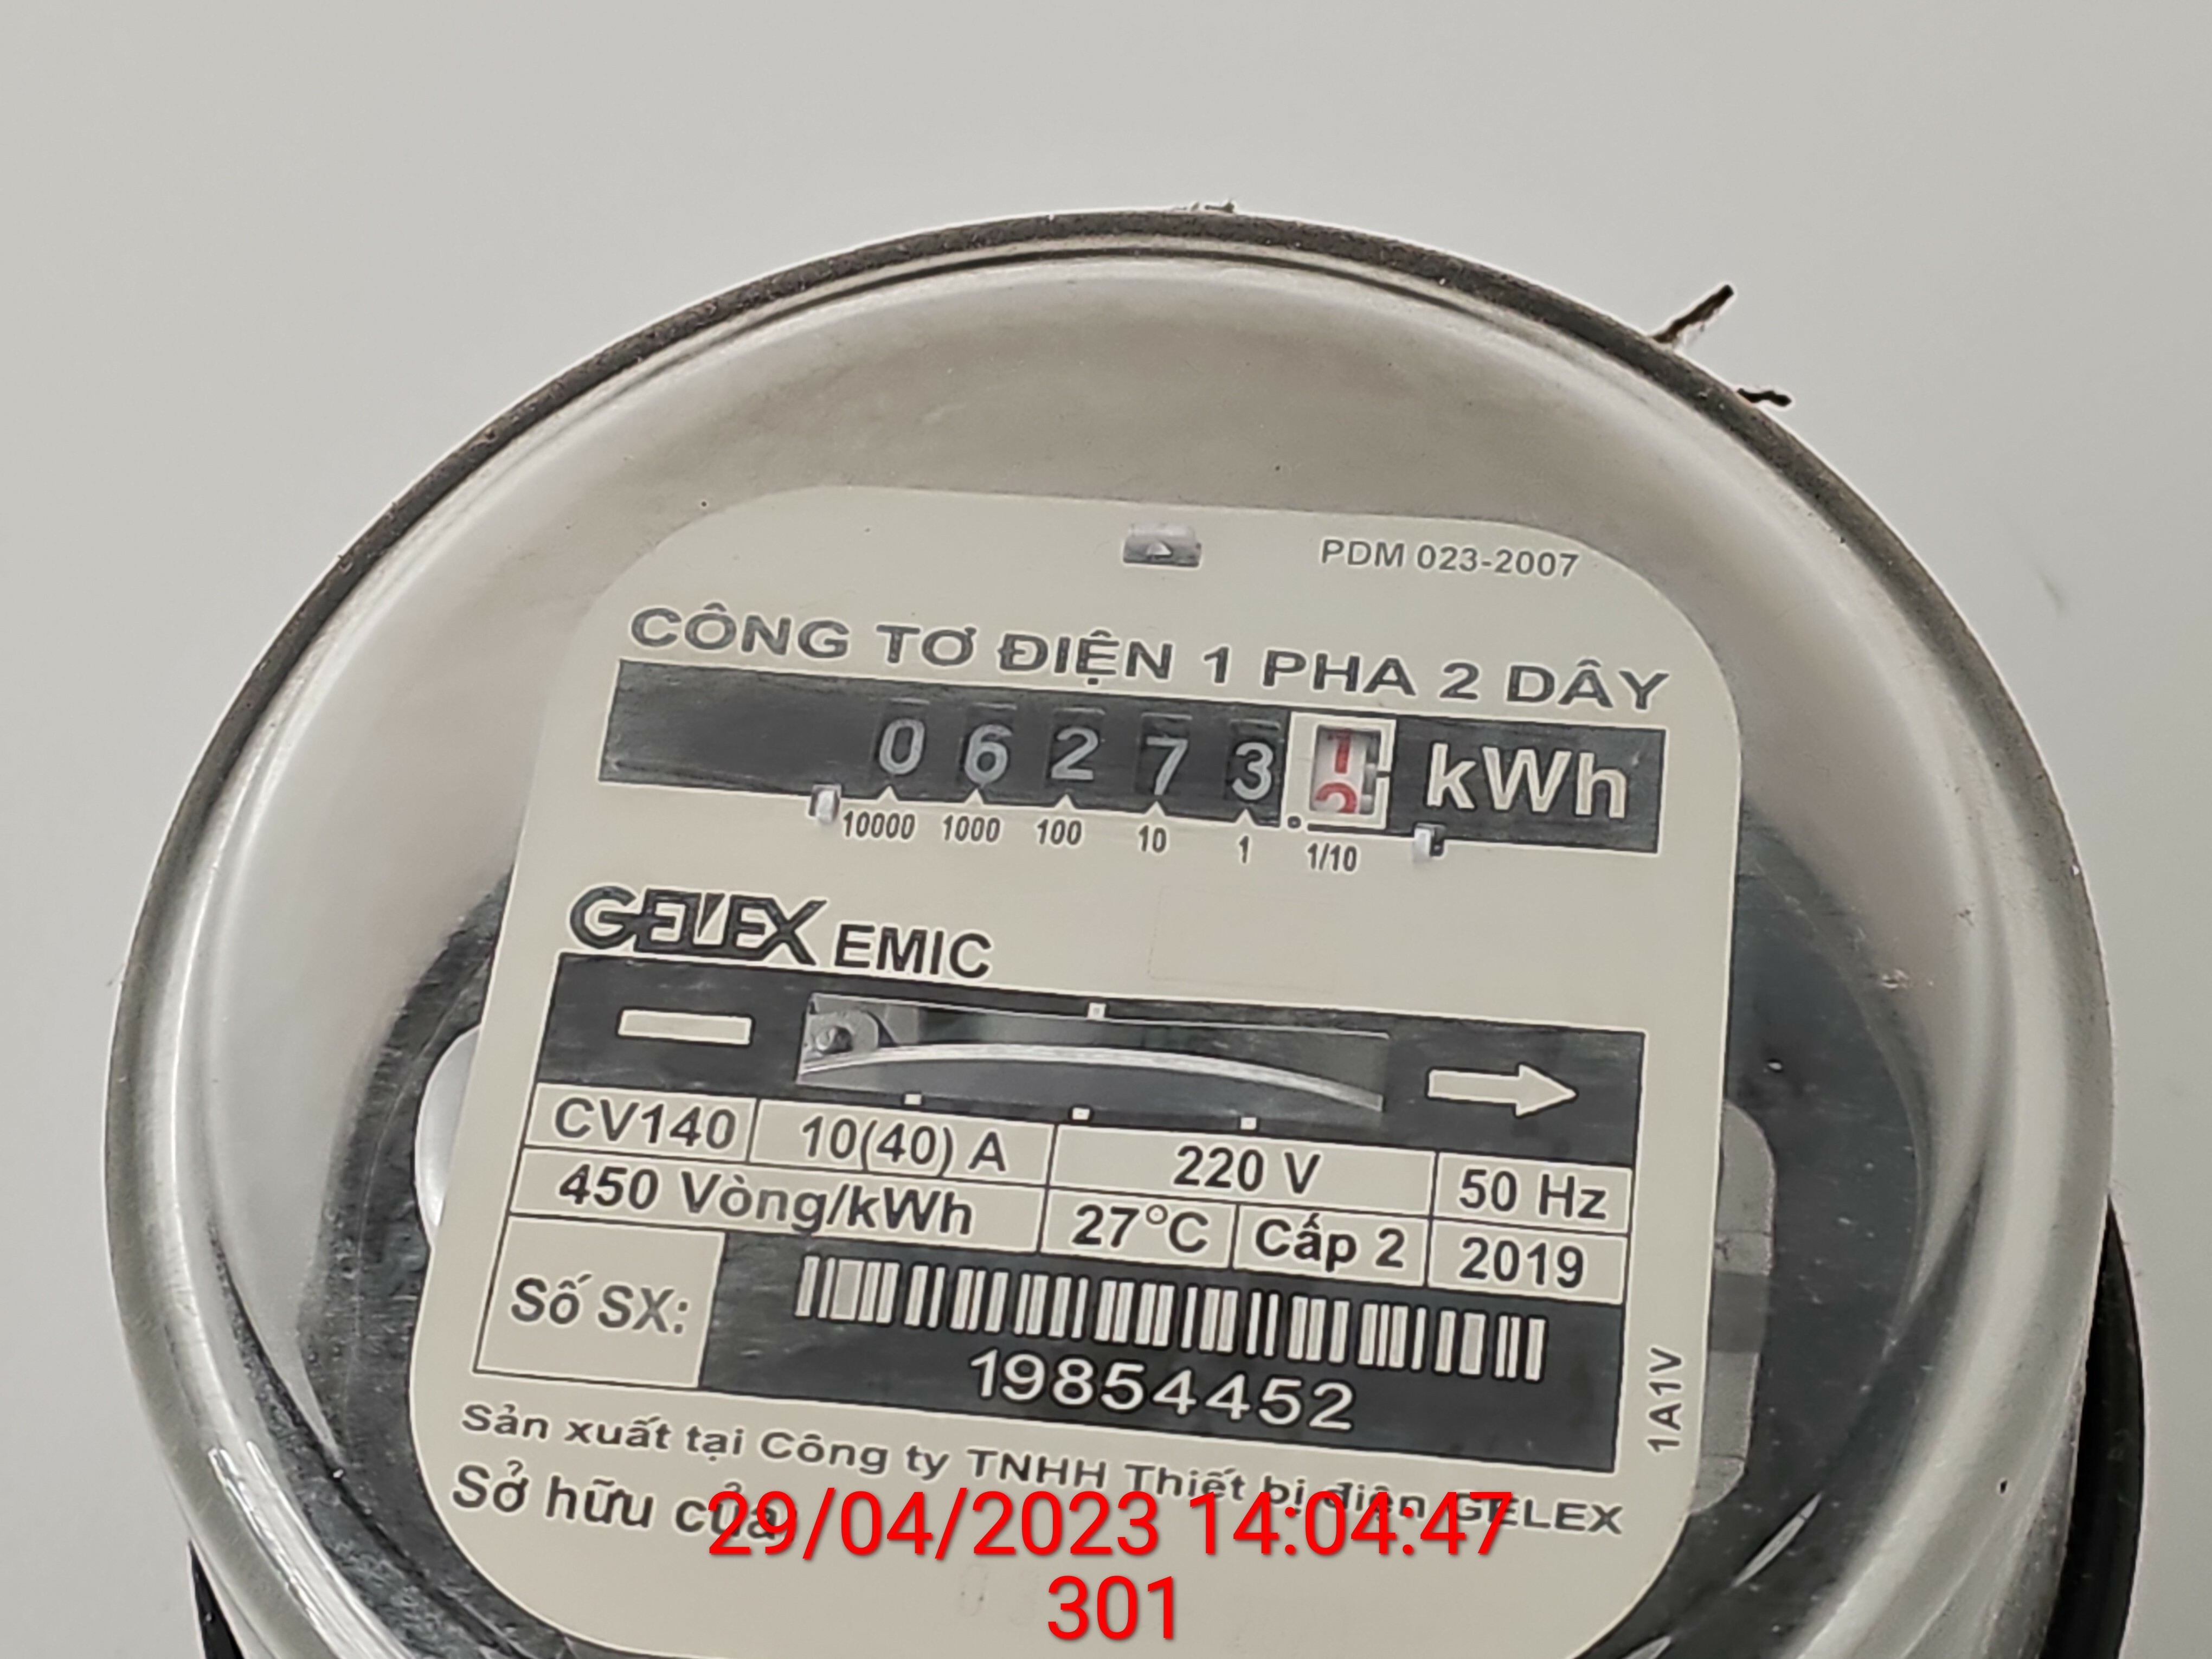 PDM 023-2007
CÔNG TƠ ĐIỆN 1 PHA 2 DÂY
0 6 2 7 3 1 kWh
10000 1000 100 10 1 1/10
GELEX EMIC
CV140 10(40) A 220 V 50 Hz
450 Vòng/kWh 27°C Cấp 2 2019
Số SX:
19854452
1A1V
Sản xuất tại Công ty TNHH Thiết bị điện GELEX
Sở hữu của
29/04/2023 14:04:47
301